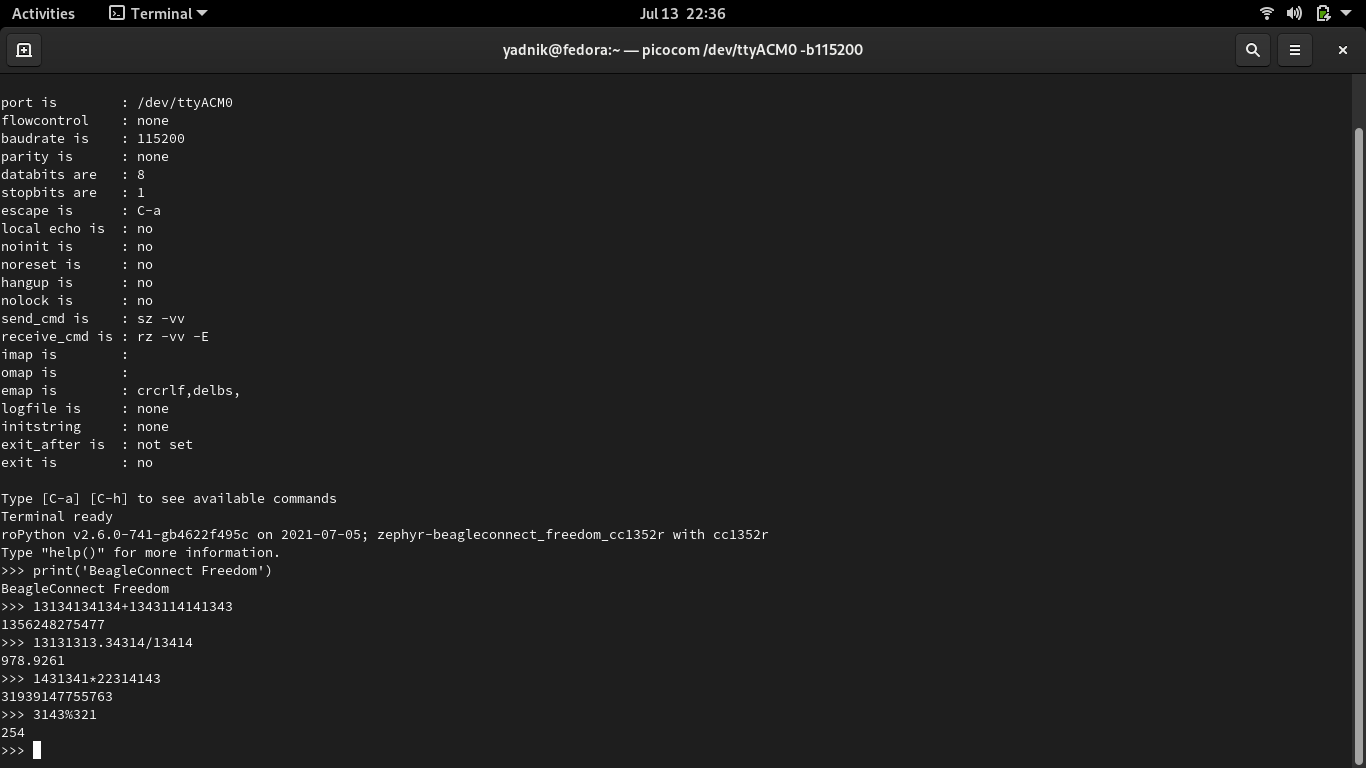 Activities Terminal Jul 13 22:36
yadnik@fedora:~ — picocom /dev/ttyACM0 -b115200
port is : /dev/ttyACM0
flowcontrol : none
baudrate is : 115200
parity is : none
databits are : 8
stopbits are : 1
escape is : C-a
local echo is : no
noinit is : no
noreset is : no
hangup is : no
nolock is : no
send_cmd is : sz -vv
receive_cmd is : rz -vv -E
imap is :
omap is :
emap is : crcrlf,delbs,
logfile is : none
initstring : none
exit_after is : not set
exit is : no
Type [C-a] [C-h] to see available commands
Terminal ready
roPython v2.6.0-741-gb4622f495c on 2021-07-05; zephyr-beagleconnect_freedom_cc1352r with cc1352r
Type "help()" for more information.
>>> print('BeagleConnect Freedom')
BeagleConnect Freedom
>>> 13134134134+1343114141343
1356248275477
>>> 13131313.34314/13414
978.9261
>>> 1431341*22314143
31939147755763
>>> 3143%321
254
>>>